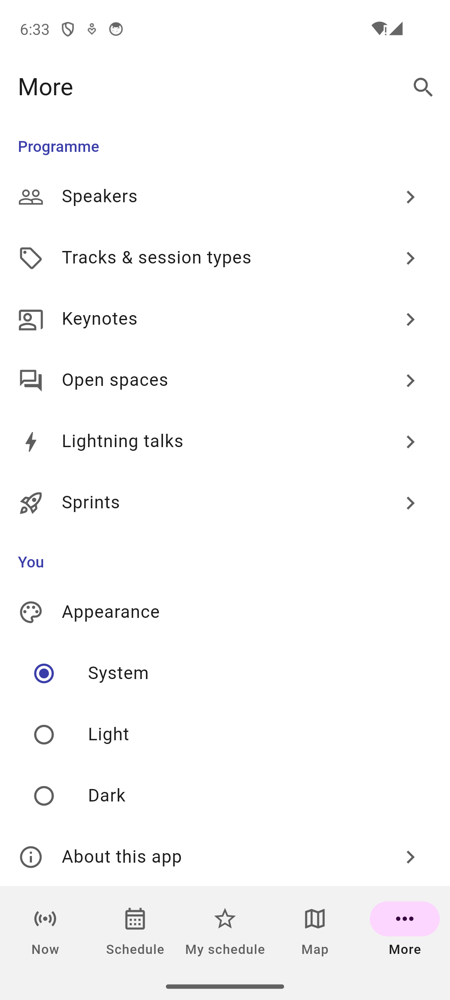 6:33
More
Programme
Speakers
Tracks & session types
Keynotes
Open spaces
Lightning talks
Sprints
You
Appearance
System
Light
Dark
About this app
Now
Schedule
My schedule
Map
More